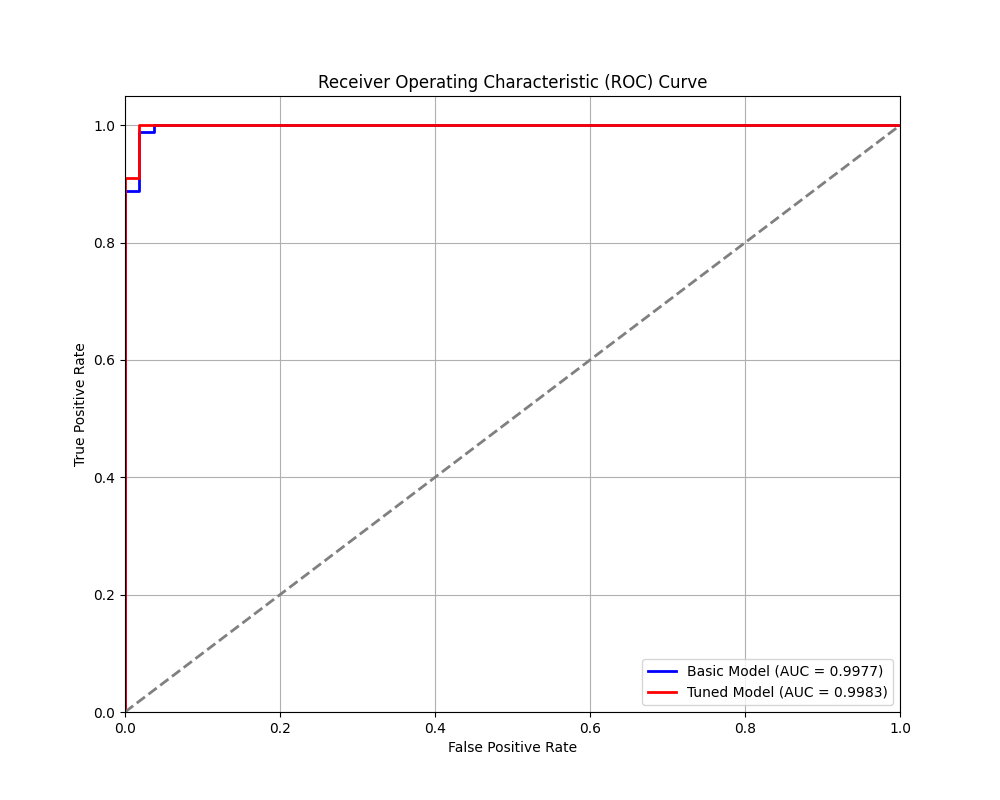 Receiver Operating Characteristic (ROC) Curve
1.0
0.8
0.6
0.4
0.2
0.0
True Positive Rate
Basic Model (AUC = 0.9977)
Tuned Model (AUC = 0.9983)
0.0 0.2 0.4 0.6 0.8 1.0
False Positive Rate